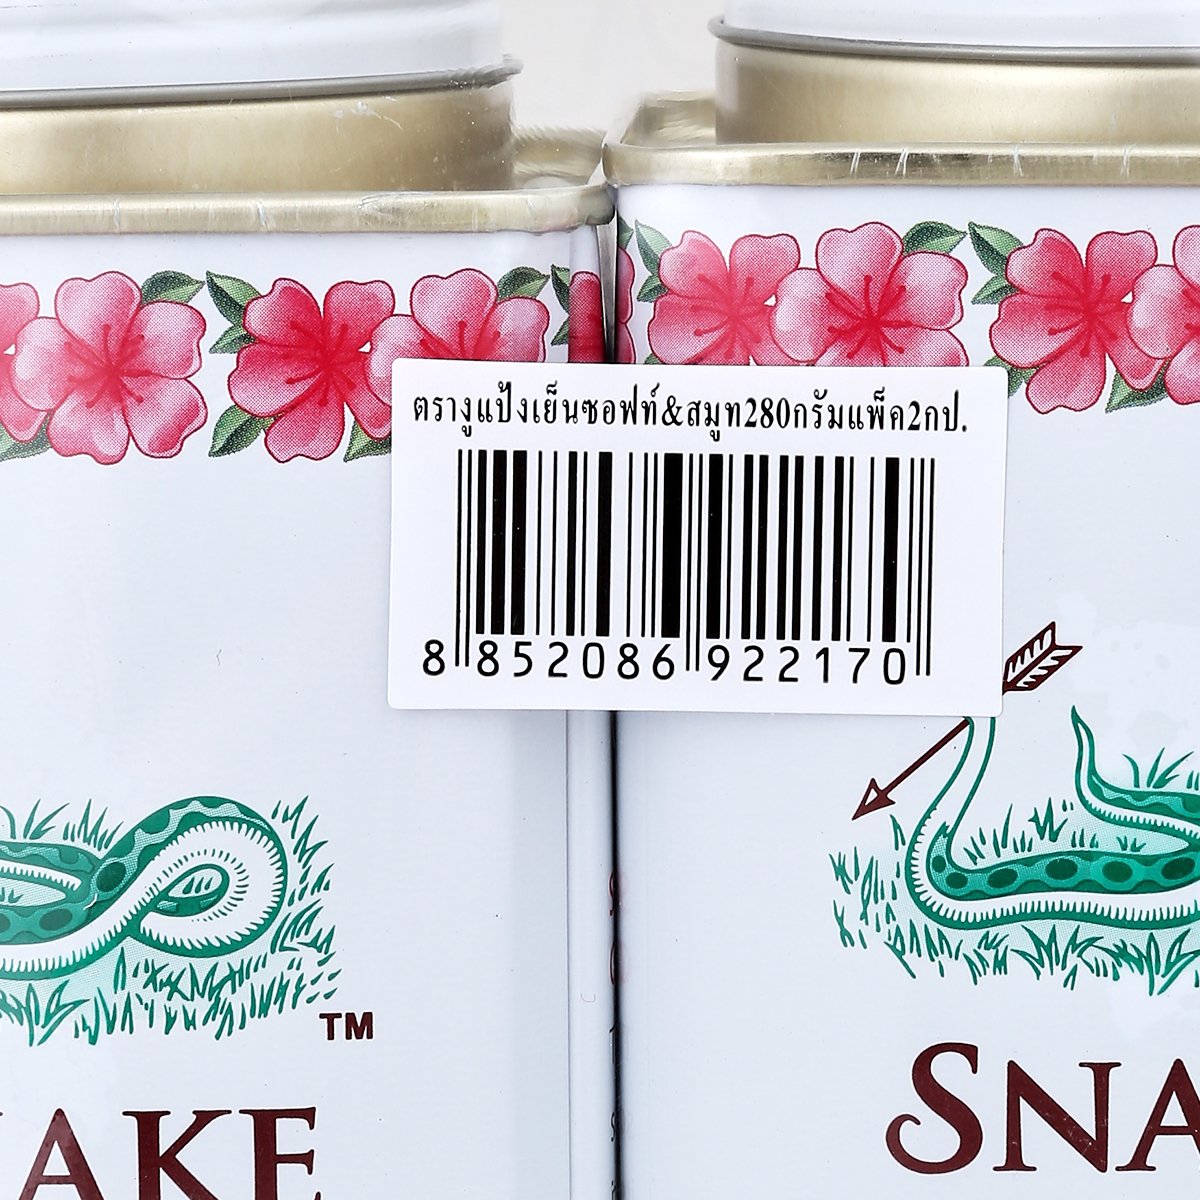 ตรางูแป้งเย็นซอฟท์&สมูท280กรัมแพ็ค2กป.
8 852086 922170
TM
NAKE
SNA